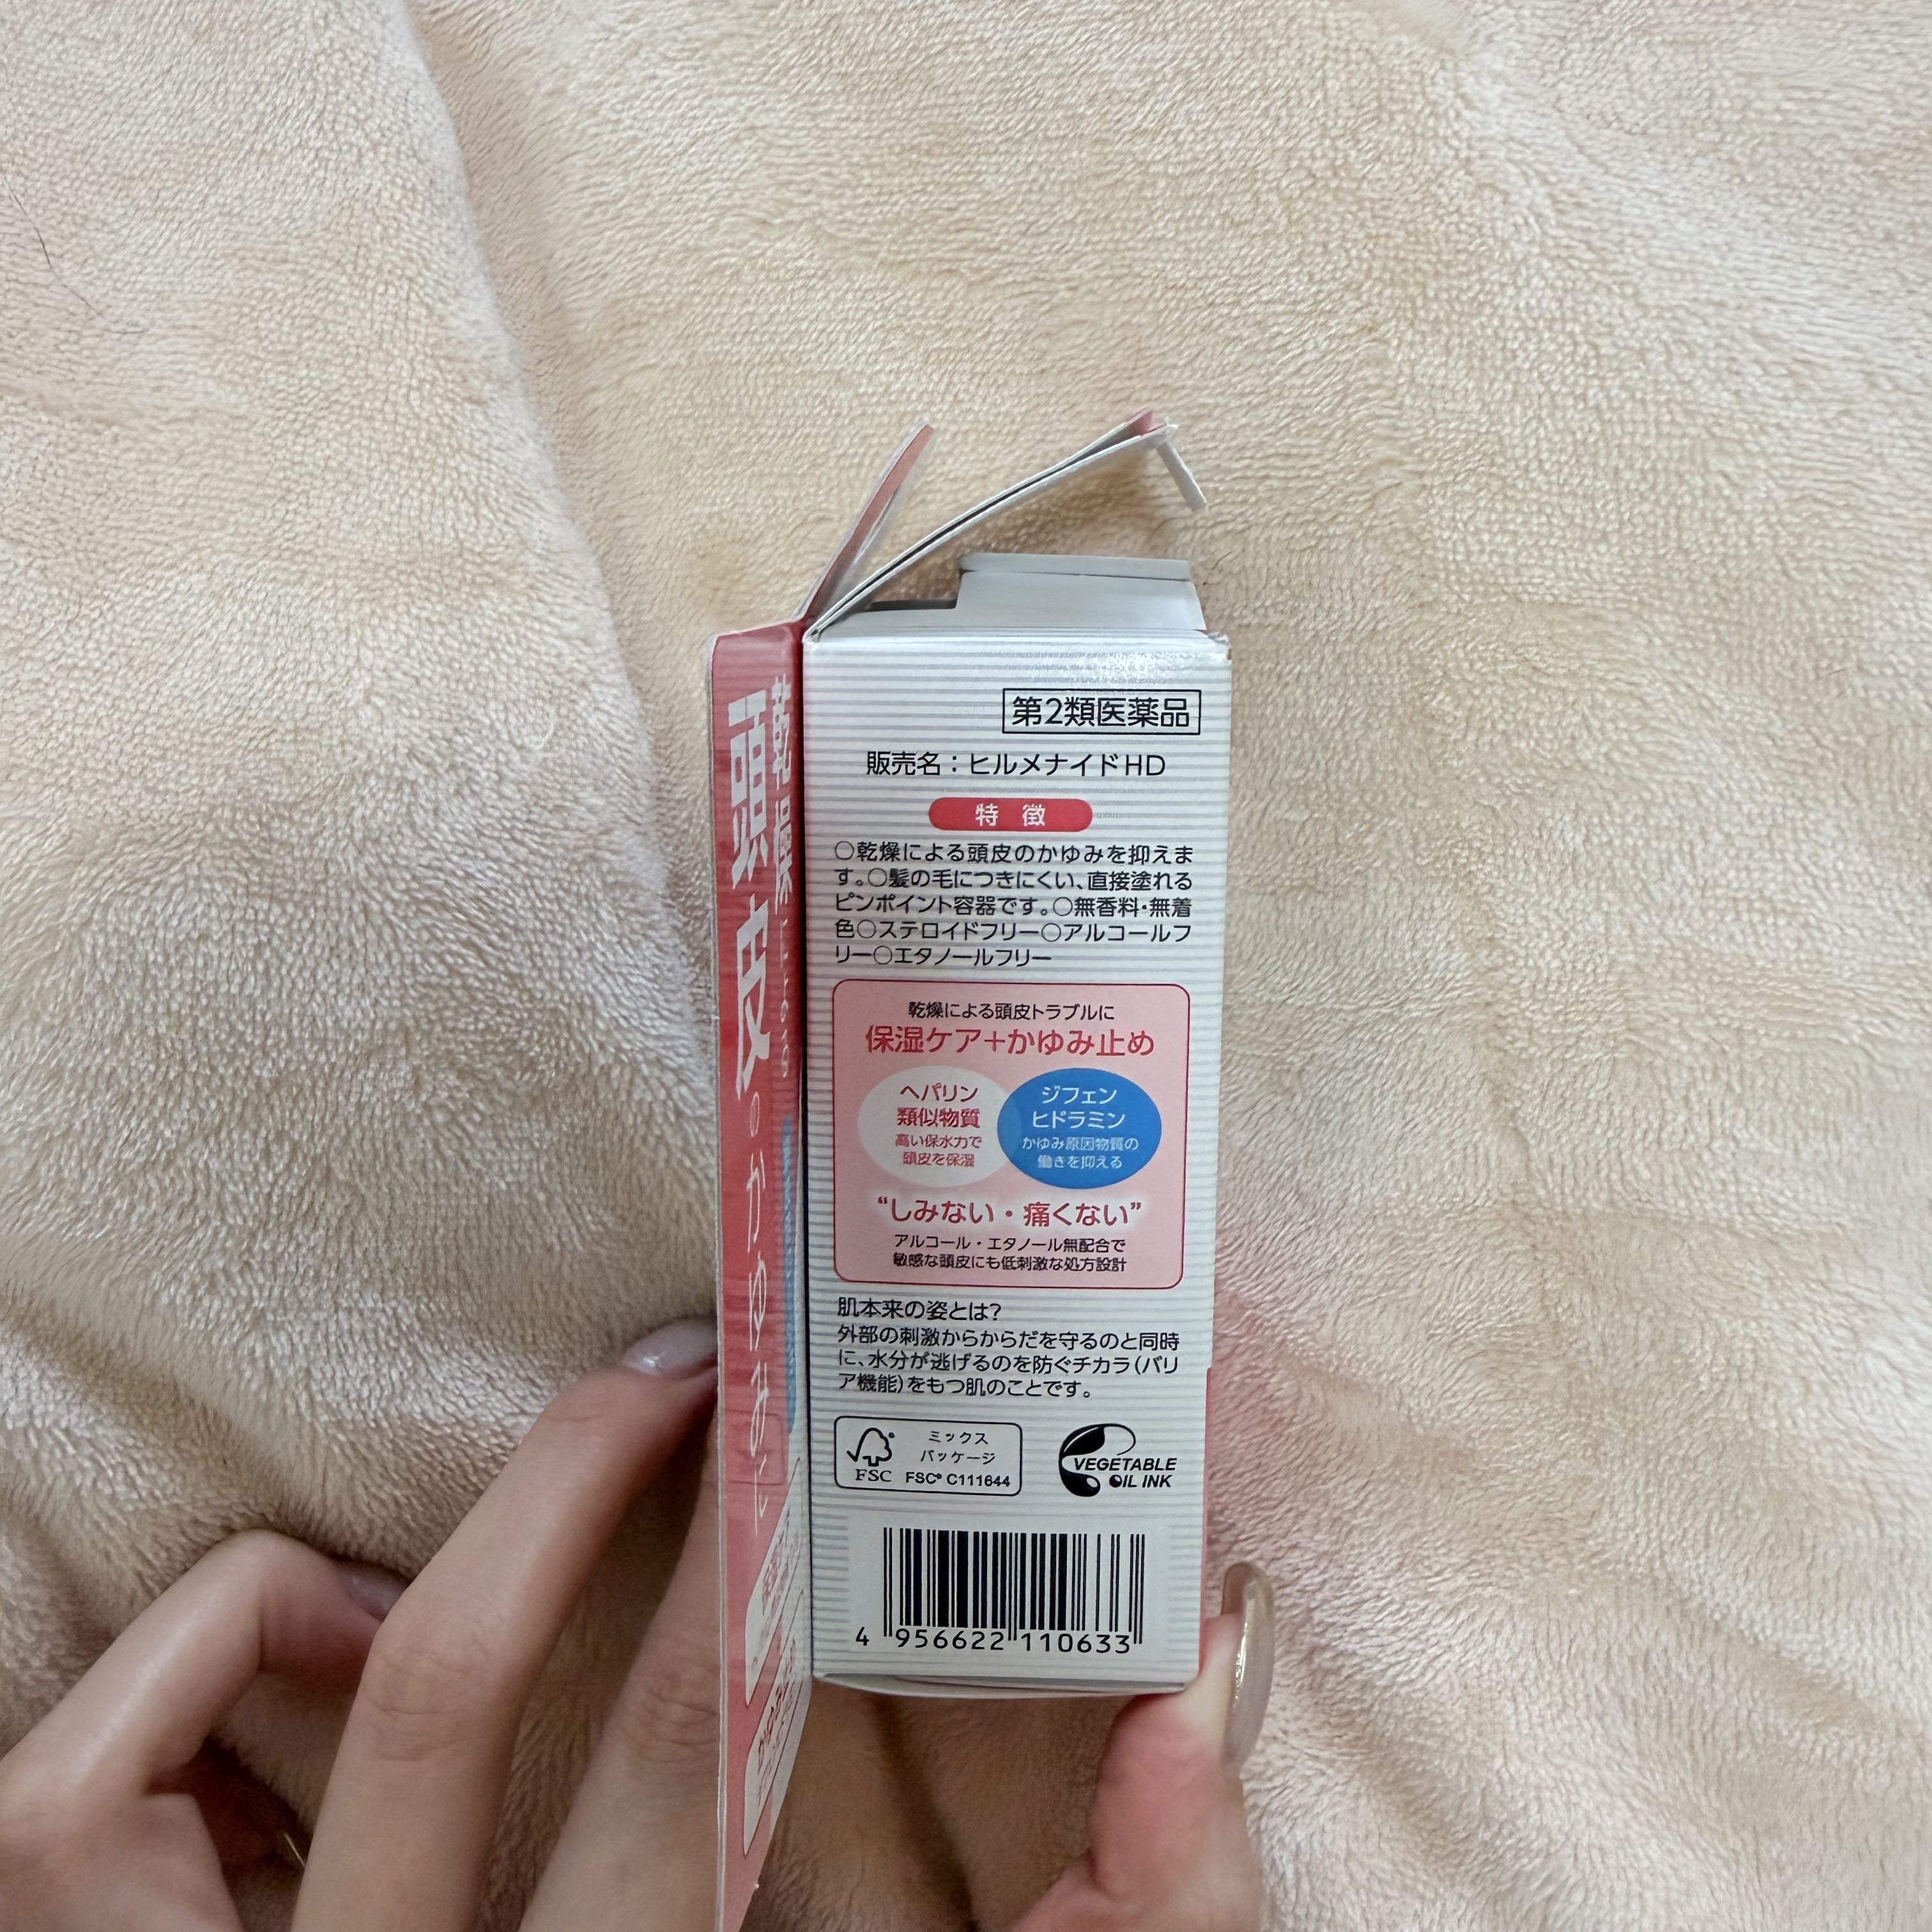 乾燥による
頭皮のかゆみに
第2類医薬品
販売名：ヒルメナイドHD
特 徴
○乾燥による頭皮のかゆみを抑えま
す。○髪の毛につきにくい、直接塗れる
ピンポイント容器です。○無香料・無着
色○ステロイドフリー○アルコールフ
リー○エタノールフリー
乾燥による頭皮トラブルに
保湿ケア＋かゆみ止め
ヘパリン
類似物質
高い保水力で
頭皮を保湿
ジフェン
ヒドラミン
かゆみ原因物質の
働きを抑える
“しみない・痛くない”
アルコール・エタノール無配合で
敏感な頭皮にも低刺激な処方設計
肌本来の姿とは?
外部の刺激からからだを守るのと同時
に、水分が逃げるのを防ぐチカラ（バリ
ア機能）をもつ肌のことです。
FSC
ミックス
パッケージ
FSC® C111644
VEGETABLE
OIL INK
4 956622 110633